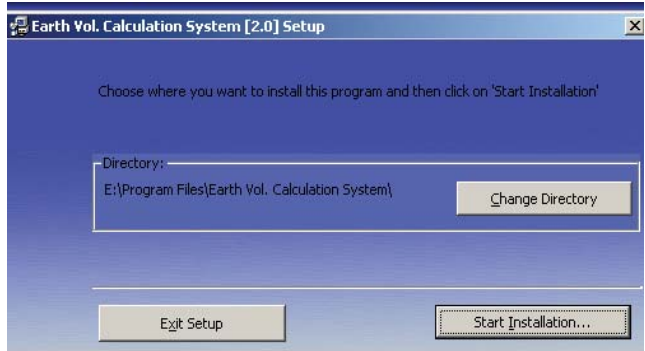 Earth Vol. Calculation System [2.0] Setup
Choose where you want to install this program and then click on 'Start Installation'
Directory:
E:\Program Files\Earth Vol. Calculation System\
Change Directory
Exit Setup
Start Installation...